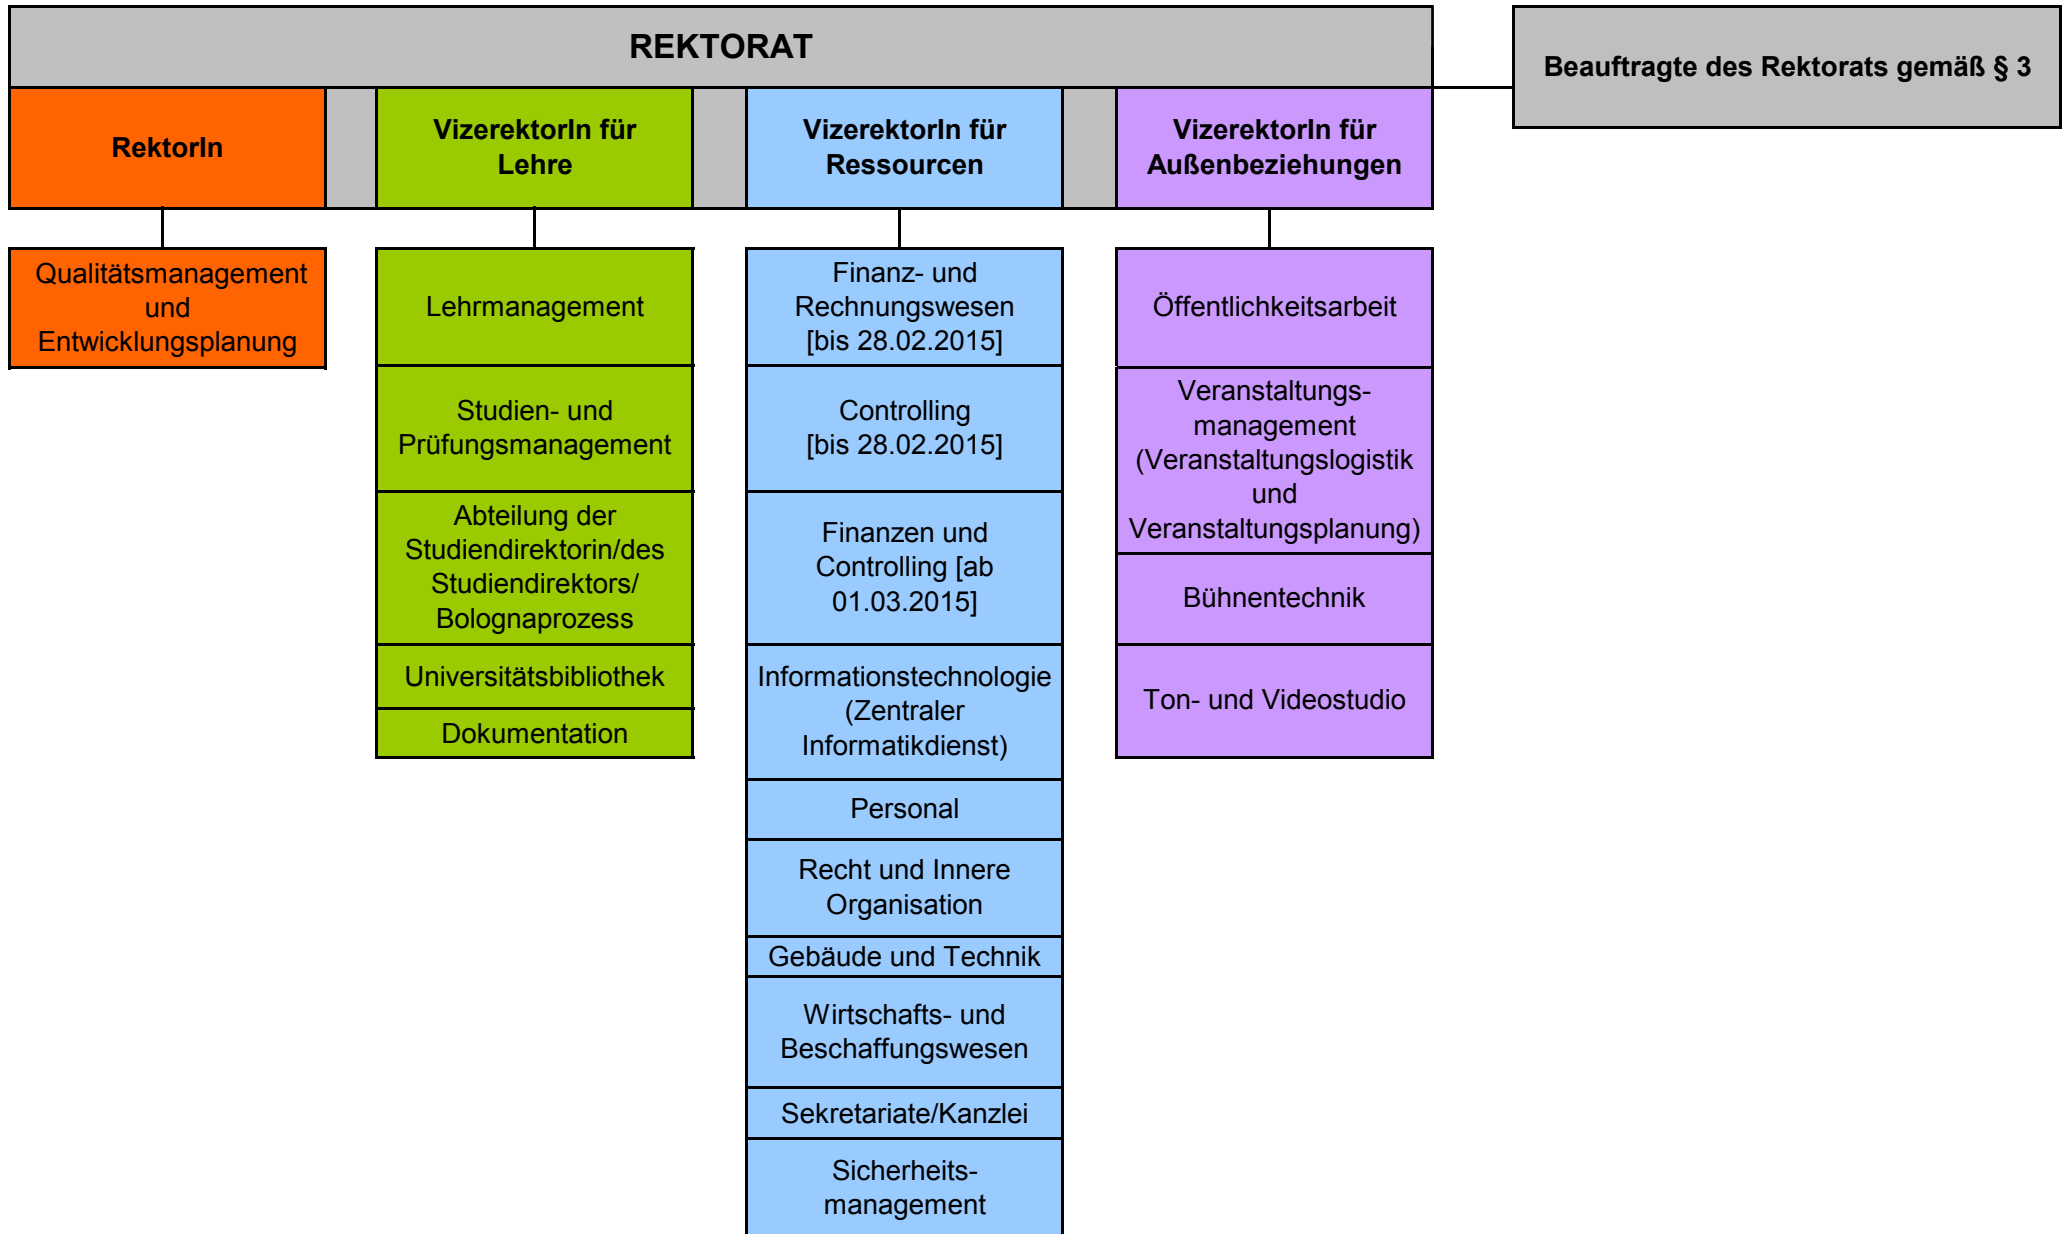 REKTORAT
Beauftragte des Rektorats gemäß § 3
RektorIn
VizerektorIn für
Lehre
VizerektorIn für
Ressourcen
VizerektorIn für
Außenbeziehungen
Qualitätsmanagement
und
Entwicklungsplanung
Lehrmanagement
Studien- und
Prüfungsmanagement
Abteilung der
Studiendirektorin/des
Studiendirektors/
Bolognaprozess
Universitätsbibliothek
Dokumentation
Finanz- und
Rechnungswesen
[bis 28.02.2015]
Controlling
[bis 28.02.2015]
Finanzen und
Controlling [ab
01.03.2015]
Informationstechnologie
(Zentraler
Informatikdienst)
Personal
Recht und Innere
Organisation
Gebäude und Technik
Wirtschafts- und
Beschaffungswesen
Sekretariate/Kanzlei
Sicherheits-
management
Öffentlichkeitsarbeit
Veranstaltungs-
management
(Veranstaltungslogistik
und
Veranstaltungsplanung)
Bühnentechnik
Ton- und Videostudio